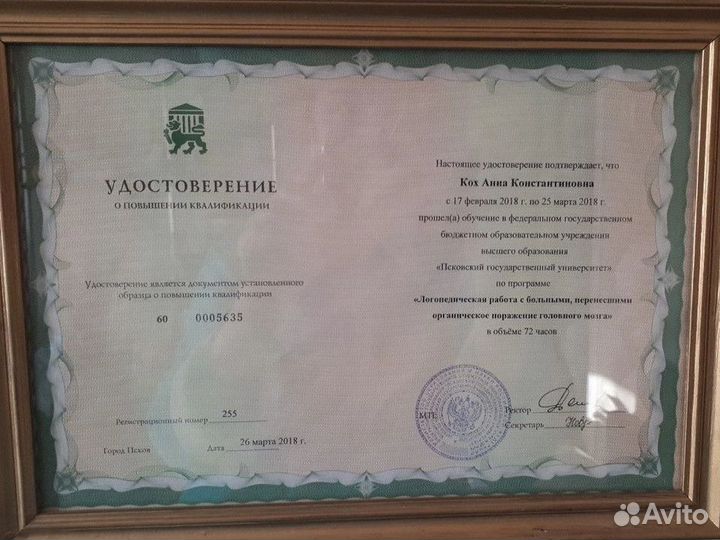 УДОСТОВЕРЕНИЕ
О ПОВЫШЕНИИ КВАЛИФИКАЦИИ
Удостоверение является документом установленного
образца о повышении квалификации
60 0005635
Регистрационный номер 255
Город Псков Дата 26 марта 2018 г.
Настоящее удостоверение подтверждает, что
Кох Анна Константиновна
с 17 февраля 2018 г. по 25 марта 2018 г.
прошел(а) обучение в федеральном государственном
бюджетном образовательном учреждении
высшего образования
«Псковский государственный университет»
по программе
«Логопедическая работа с больными, перенесшими
органическое поражение головного мозга»
в объёме 72 часов
М.П.
Ректор
Секретарь
Avito